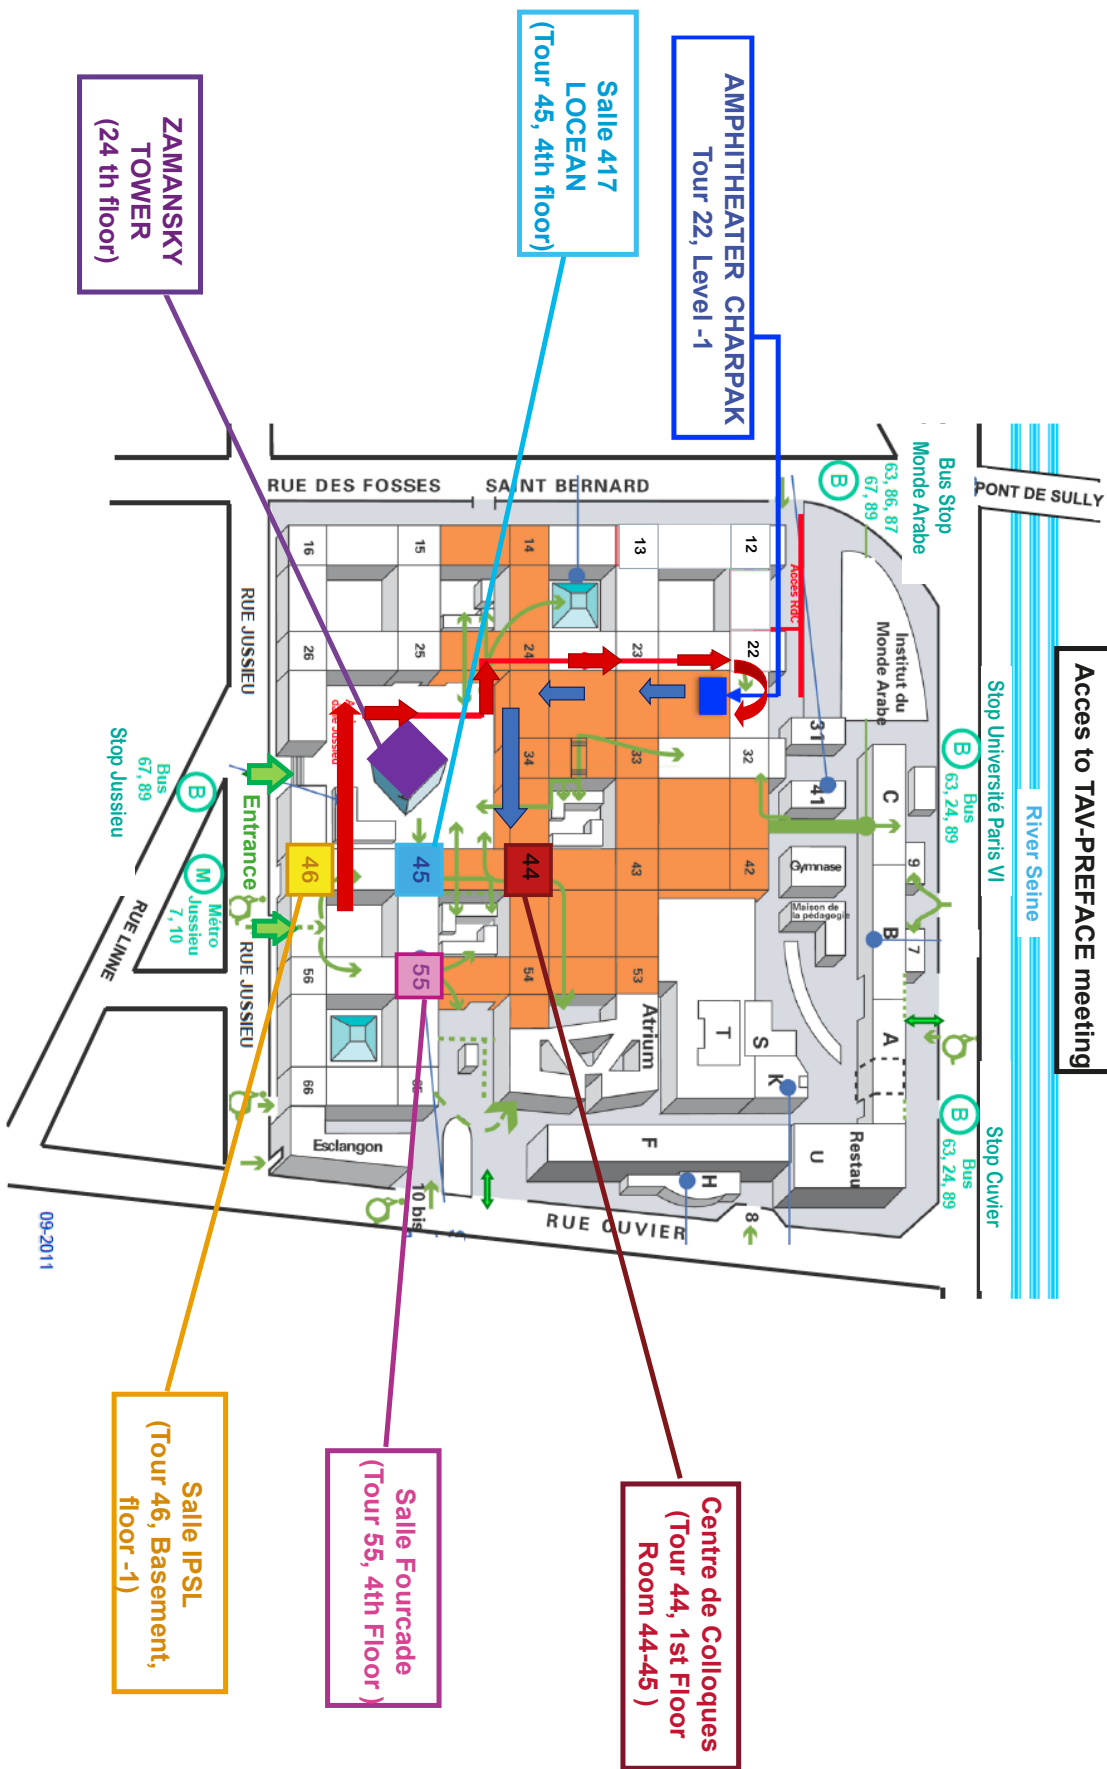 Acces to TAV-PREFACE meeting
River Seine
PONT DE SULLY
Bus Stop
Monde Arabe
63, 86, 87
67, 89
B
Stop Université Paris VI
B
Bus
63, 24, 89
Stop Cuvier
B
Bus
63, 24, 89
AMPHITHEATER CHARPAK
Tour 22, Level -1
Salle 417
LOCEAN
(Tour 45, 4th floor)
ZAMANSKY
TOWER
(24 th floor)
Centre de Colloques
(Tour 44, 1st Floor
Room 44-45 )
Salle Fourcade
(Tour 55, 4th Floor )
Salle IPSL
(Tour 46, Basement,
floor -1)
RUE DES FOSSES
SAINT BERNARD
Institut du
Monde Arabe
Acces RdC
C
9
B
7
A
31
41
Gymnase
Maison de
la pédagogie
T
S
K
Restau
U
F
H
8
RUE CUVIER
Atrium
12
22
32
42
13
23
33
43
53
14
24
34
44
54
15
25
45
55
16
26
46
56
66
Esclangon
10 bis
Entrance
RUE JUSSIEU
RUE JUSSIEU
B
Bus
67, 89
Stop Jussieu
M
Métro
Jussieu
7, 10
RUE LINNE
09-2011